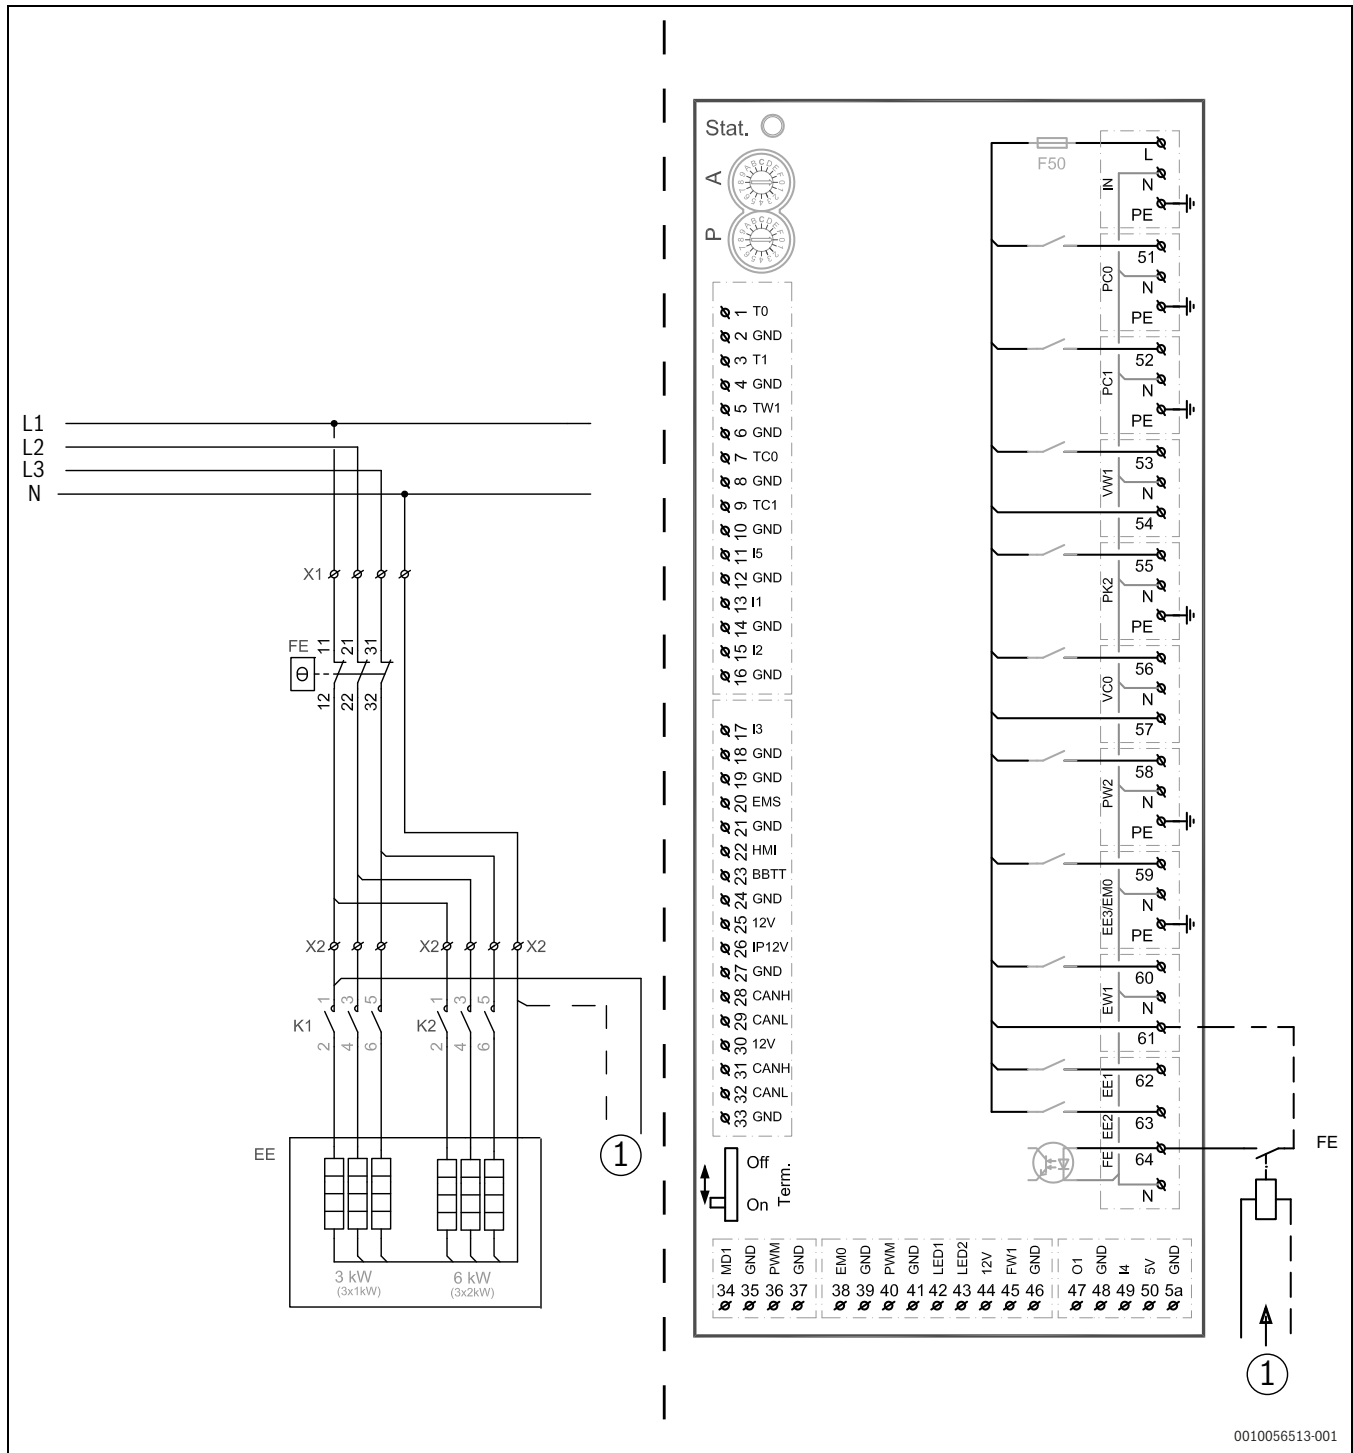 L1
L2
L3
N
X1
FE
11 21 31
Θ
12 22 32
X2 X2 X2
1 3 5 1 3 5
K1 K2
2 4 6 2 4 6
1
EE
3 kW
(3x1kW)
6 kW
(3x2kW)
Stat.
A
P
1 T0
2 GND
3 T1
4 GND
5 TW1
6 GND
7 TC0
8 GND
9 TC1
10 GND
11 I5
12 GND
13 I1
14 GND
15 I2
16 GND
17 I3
18 GND
19 GND
20 EMS
21 GND
22 HMI
23 BBTT
24 GND
25 12V
26 IP12V
27 GND
28 CANH
29 CANL
30 12V
31 CANH
32 CANL
33 GND
Off
On
Term.
F50
IN
L
N
PE
PC0
51
N
PE
PC1
52
N
PE
VW1
53
N
54
PK2
55
N
PE
VC0
56
N
57
PW2
58
N
PE
EE3/EM0
59
N
PE
EW1
60
N
61
EE1
62
EE2
63
FE
64
N
FE
MD1 GND PWM GND EM0 GND PWM GND LED1 LED2 12V FW1 GND O1 GND I4 5V GND
34 35 36 37 38 39 40 41 42 43 44 45 46 47 48 49 50 5a
1
0010056513-001